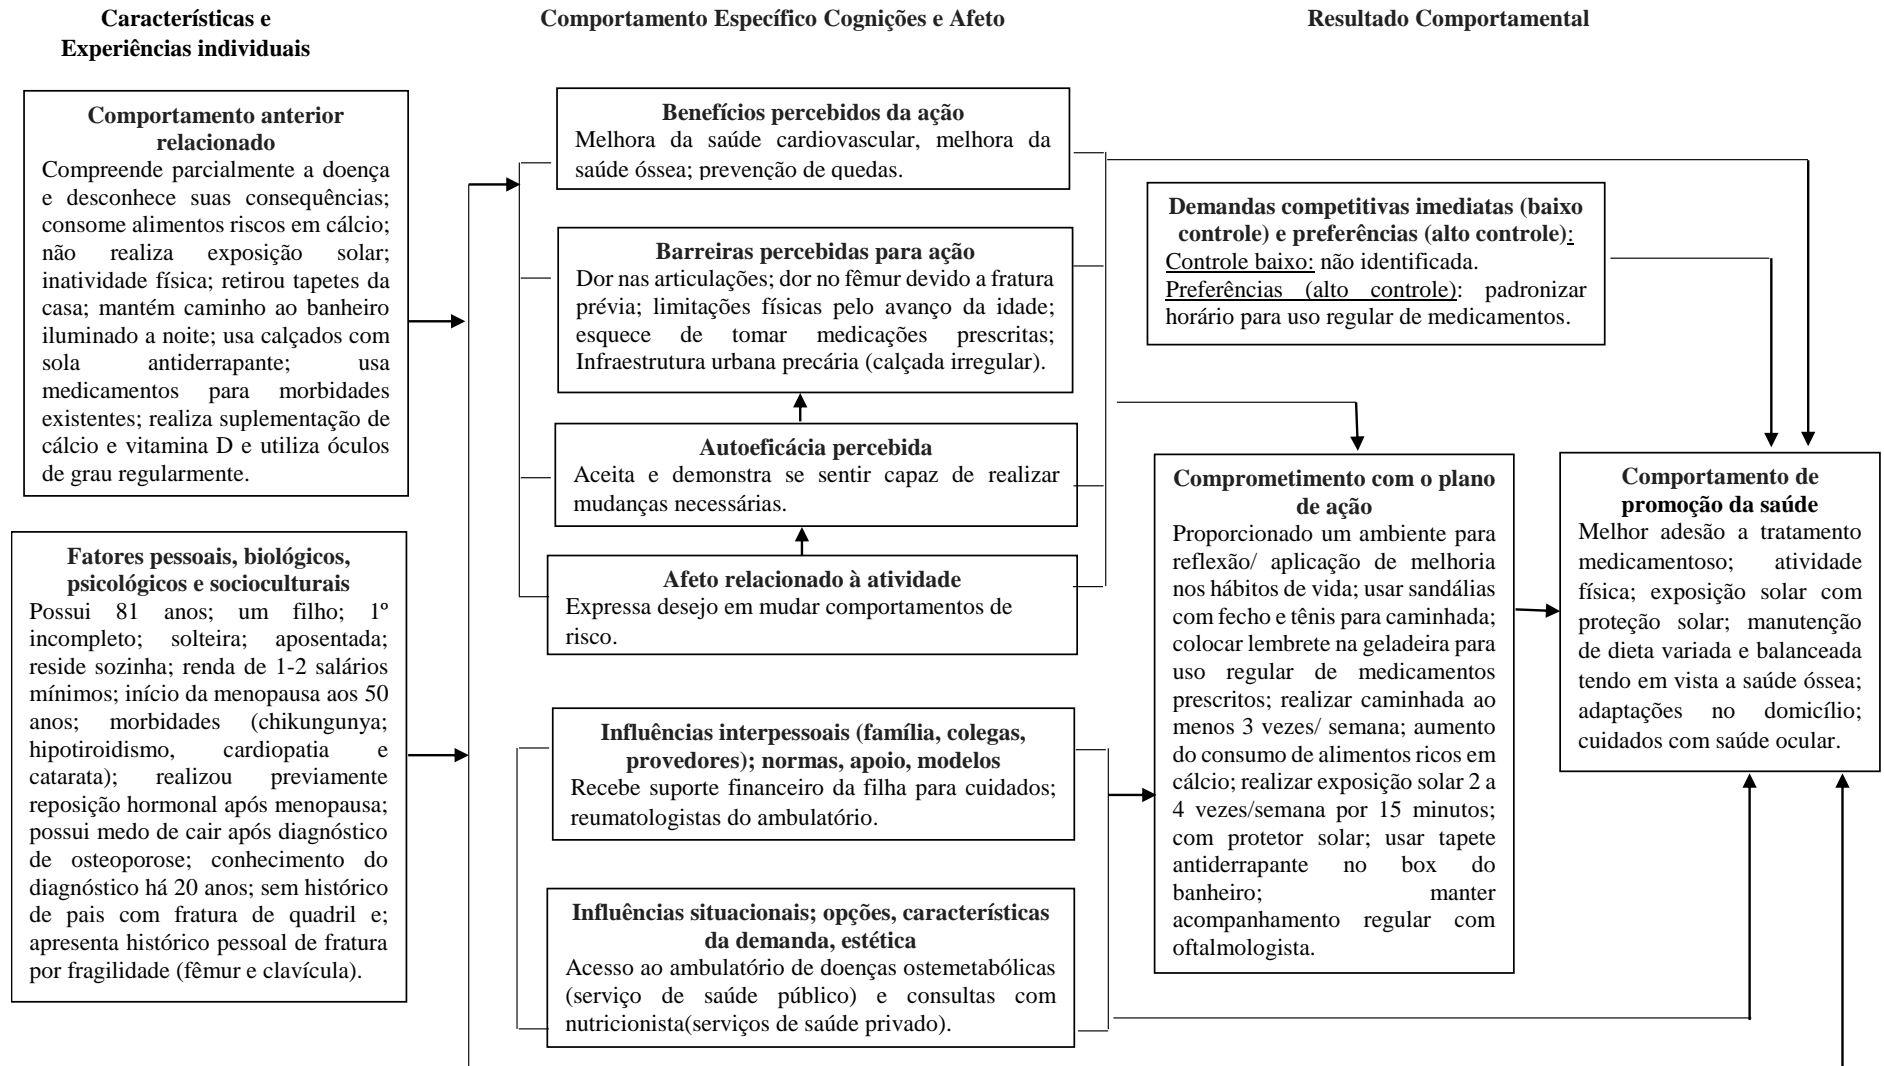 Características e
Experiências individuais
Comportamento Específico Cognições e Afeto
Resultado Comportamental
Comportamento anterior
relacionado
Compreende parcialmente a doença
e desconhece suas consequências;
consome alimentos riscos em cálcio;
não realiza exposição solar;
inatividade física; retirou tapetes da
casa; mantém caminho ao banheiro
iluminado a noite; usa calçados com
sola antiderrapante; usa
medicamentos para morbidades
existentes; realiza suplementação de
cálcio e vitamina D e utiliza óculos
de grau regularmente.
Fatores pessoais, biológicos,
psicológicos e socioculturais
Possui 81 anos; um filho; 1º
incompleto; solteira; aposentada;
reside sozinha; renda de 1-2 salários
mínimos; início da menopausa aos 50
anos; morbidades (chikungunya;
hipotiroidismo, cardiopatia e
catarata); realizou previamente
reposição hormonal após menopausa;
possui medo de cair após diagnóstico
de osteoporose; conhecimento do
diagnóstico há 20 anos; sem histórico
de pais com fratura de quadril e;
apresenta histórico pessoal de fratura
por fragilidade (fêmur e clavícula).
Benefícios percebidos da ação
Melhora da saúde cardiovascular, melhora da
saúde óssea; prevenção de quedas.
Barreiras percebidas para ação
Dor nas articulações; dor no fêmur devido a fratura
prévia; limitações físicas pelo avanço da idade;
esquece de tomar medicações prescritas;
Infraestrutura urbana precária (calçada irregular).
Autoeficácia percebida
Aceita e demonstra se sentir capaz de realizar
mudanças necessárias.
Afeto relacionado à atividade
Expressa desejo em mudar comportamentos de
risco.
Influências interpessoais (família, colegas,
provedores); normas, apoio, modelos
Recebe suporte financeiro da filha para cuidados;
reumatologistas do ambulatório.
Influências situacionais; opções, características
da demanda, estética
Acesso ao ambulatório de doenças ostemetabólicas
(serviço de saúde público) e consultas com
nutricionista(serviços de saúde privado).
Demandas competitivas imediatas (baixo
controle) e preferências (alto controle):
Controle baixo: não identificada.
Preferências (alto controle): padronizar
horário para uso regular de medicamentos.
Comprometimento com o plano
de ação
Proporcionado um ambiente para
reflexão/ aplicação de melhoria
nos hábitos de vida; usar sandálias
com fecho e tênis para caminhada;
colocar lembrete na geladeira para
uso regular de medicamentos
prescritos; realizar caminhada ao
menos 3 vezes/ semana; aumento
do consumo de alimentos ricos em
cálcio; realizar exposição solar 2 a
4 vezes/semana por 15 minutos;
com protetor solar; usar tapete
antiderrapante no box do
banheiro; manter
acompanhamento regular com
oftalmologista.
Comportamento de
promoção da saúde
Melhor adesão a tratamento
medicamentoso; atividade
física; exposição solar com
proteção solar; manutenção
de dieta variada e balanceada
tendo em vista a saúde óssea;
adaptações no domicílio;
cuidados com saúde ocular.